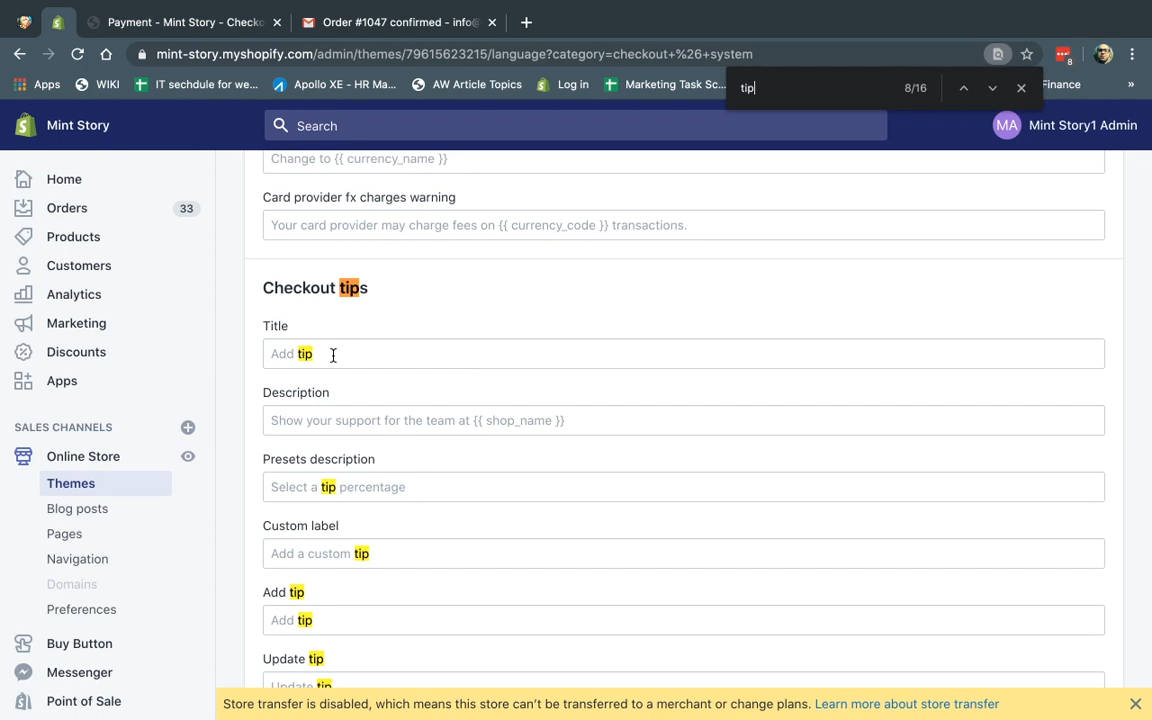 Payment - Mint Story - Checko
Order #1047 confirmed - info@
mint-story.myshopify.com/admin/themes/79615623215/language?category=checkout+%26+system
8
Apps
WIKI
IT sechdule for we...
Apollo XE - HR Ma...
AW Article Topics
Log in
Marketing Task Sc...
Finance
»
tip
8/16
Mint Story
Search
MA
Mint Story1 Admin
Home
Orders
33
Products
Customers
Analytics
Marketing
Discounts
Apps
SALES CHANNELS
Online Store
Themes
Blog posts
Pages
Navigation
Domains
Preferences
Buy Button
Messenger
Point of Sale
Change to {{ currency_name }}
Card provider fx charges warning
Your card provider may charge fees on {{ currency_code }} transactions.
Checkout tips
Title
Add tip
Description
Show your support for the team at {{ shop_name }}
Presets description
Select a tip percentage
Custom label
Add a custom tip
Add tip
Add tip
Update tip
Update tip
Store transfer is disabled, which means this store can't be transferred to a merchant or change plans. Learn more about store transfer